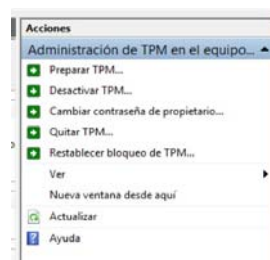 Acciones
Administración de TPM en el equipo...
Preparar TPM...
Desactivar TPM...
Cambiar contraseña de propietario...
Quitar TPM...
Restablecer bloqueo de TPM...
Ver
Nueva ventana desde aquí
Actualizar
Ayuda